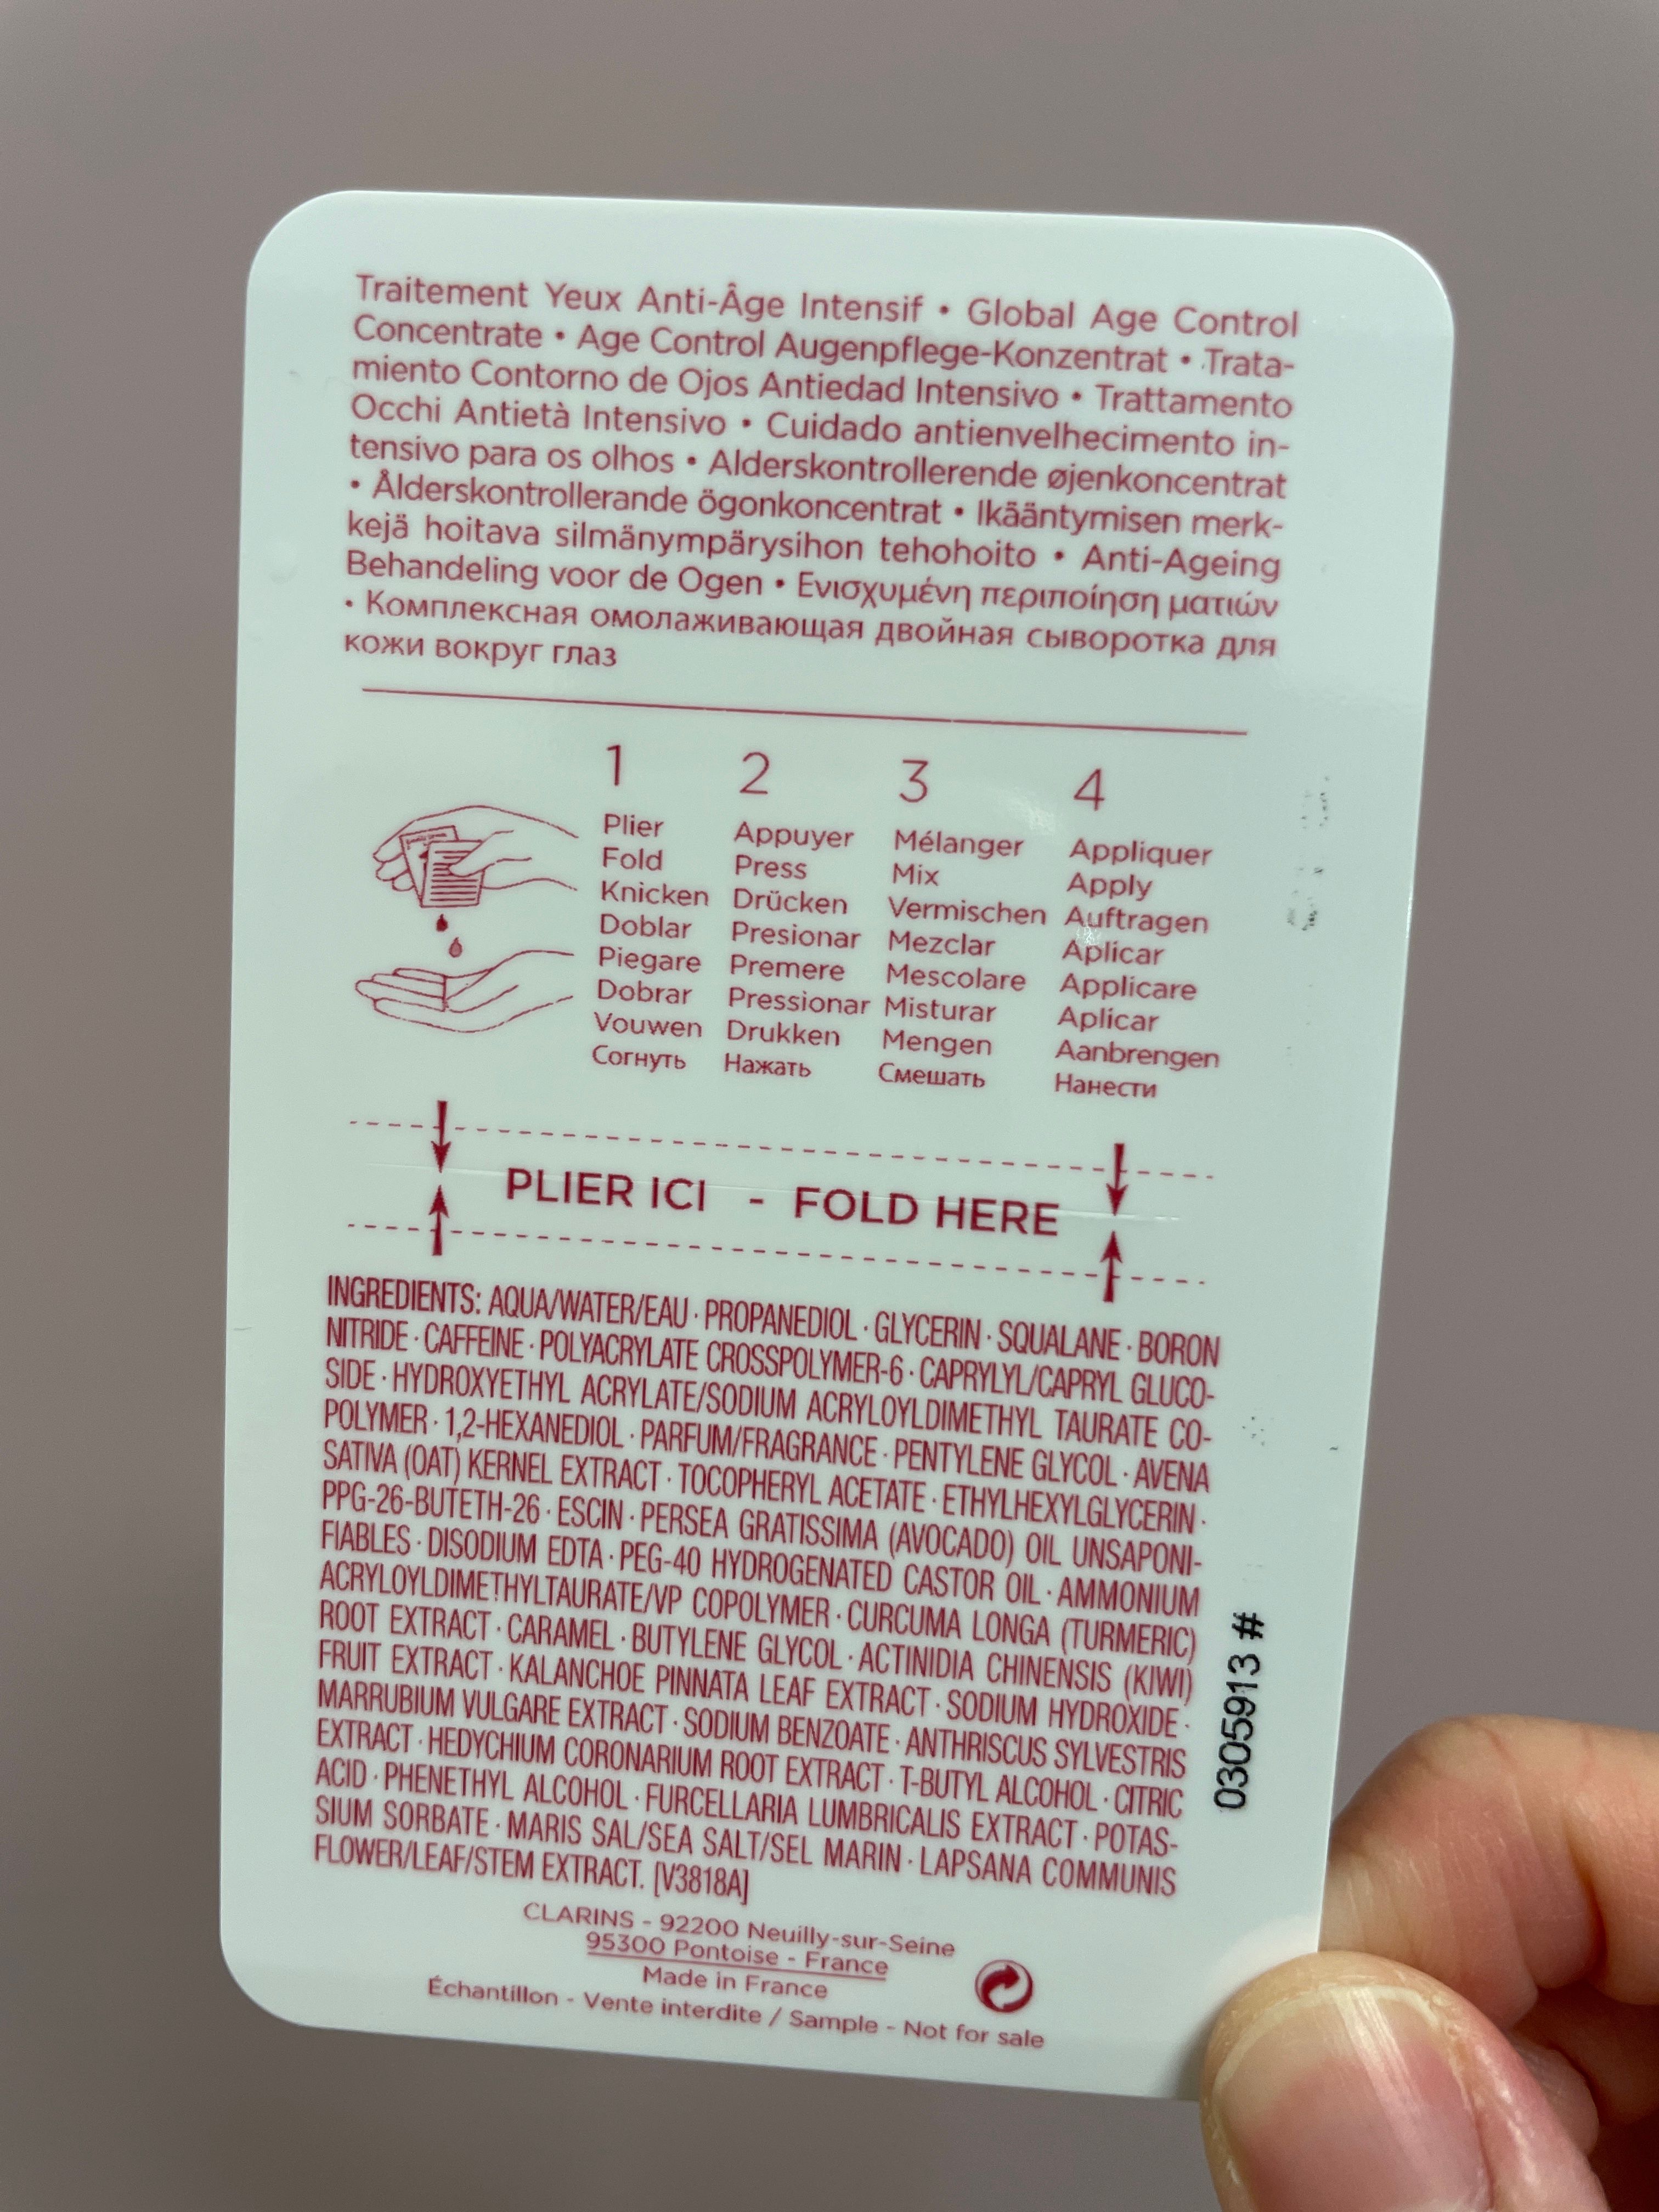 Traitement Yeux Anti-Âge Intensif • Global Age Control
Concentrate • Age Control Augenpflege-Konzentrat • Trata-
miento Contorno de Ojos Antiedad Intensivo • Trattamento
Occhi Antietà Intensivo • Cuidado antienvelhecimento in-
tensivo para os olhos • Alderskontrollerende øjenkoncentrat
• Ålderskontrollerande ögonkoncentrat • Ikääntymisen merk-
kejä hoitava silmänympärysihon tehohoito • Anti-Ageing
Behandeling voor de Ogen • Ενισχυμένη περιποίηση ματιών
• Комплексная омолаживающая двойная сыворотка для
кожи вокруг глаз
1 2 3 4
Plier Appuyer Mélanger Appliquer
Fold Press Mix Apply
Knicken Drücken Vermischen Auftragen
Doblar Presionar Mezclar Aplicar
Piegare Premere Mescolare Applicare
Dobrar Pressionar Misturar Aplicar
Vouwen Drukken Mengen Aanbrengen
Согнуть Нажать Смешать Нанести
PLIER ICI - FOLD HERE
INGREDIENTS: AQUA/WATER/EAU · PROPANEDIOL · GLYCERIN · SQUALANE · BORON
NITRIDE · CAFFEINE · POLYACRYLATE CROSSPOLYMER-6 · CAPRYLYL/CAPRYL GLUCO-
SIDE · HYDROXYETHYL ACRYLATE/SODIUM ACRYLOYLDIMETHYL TAURATE CO-
POLYMER · 1,2-HEXANEDIOL · PARFUM/FRAGRANCE · PENTYLENE GLYCOL · AVENA
SATIVA (OAT) KERNEL EXTRACT · TOCOPHERYL ACETATE · ETHYLHEXYLGLYCERIN ·
PPG-26-BUTETH-26 · ESCIN · PERSEA GRATISSIMA (AVOCADO) OIL UNSAPONI-
FIABLES · DISODIUM EDTA · PEG-40 HYDROGENATED CASTOR OIL · AMMONIUM
ACRYLOYLDIMETHYLTAURATE/VP COPOLYMER · CURCUMA LONGA (TURMERIC)
ROOT EXTRACT · CARAMEL · BUTYLENE GLYCOL · ACTINIDIA CHINENSIS (KIWI)
FRUIT EXTRACT · KALANCHOE PINNATA LEAF EXTRACT · SODIUM HYDROXIDE ·
MARRUBIUM VULGARE EXTRACT · SODIUM BENZOATE · ANTHRISCUS SYLVESTRIS
EXTRACT · HEDYCHIUM CORONARIUM ROOT EXTRACT · T-BUTYL ALCOHOL · CITRIC
ACID · PHENETHYL ALCOHOL · FURCELLARIA LUMBRICALIS EXTRACT · POTAS-
SIUM SORBATE · MARIS SAL/SEA SALT/SEL MARIN · LAPSANA COMMUNIS
FLOWER/LEAF/STEM EXTRACT. [V3818A]
0305913 #
CLARINS - 92200 Neuilly-sur-Seine
95300 Pontoise - France
Made in France
Échantillon - Vente interdite / Sample - Not for sale